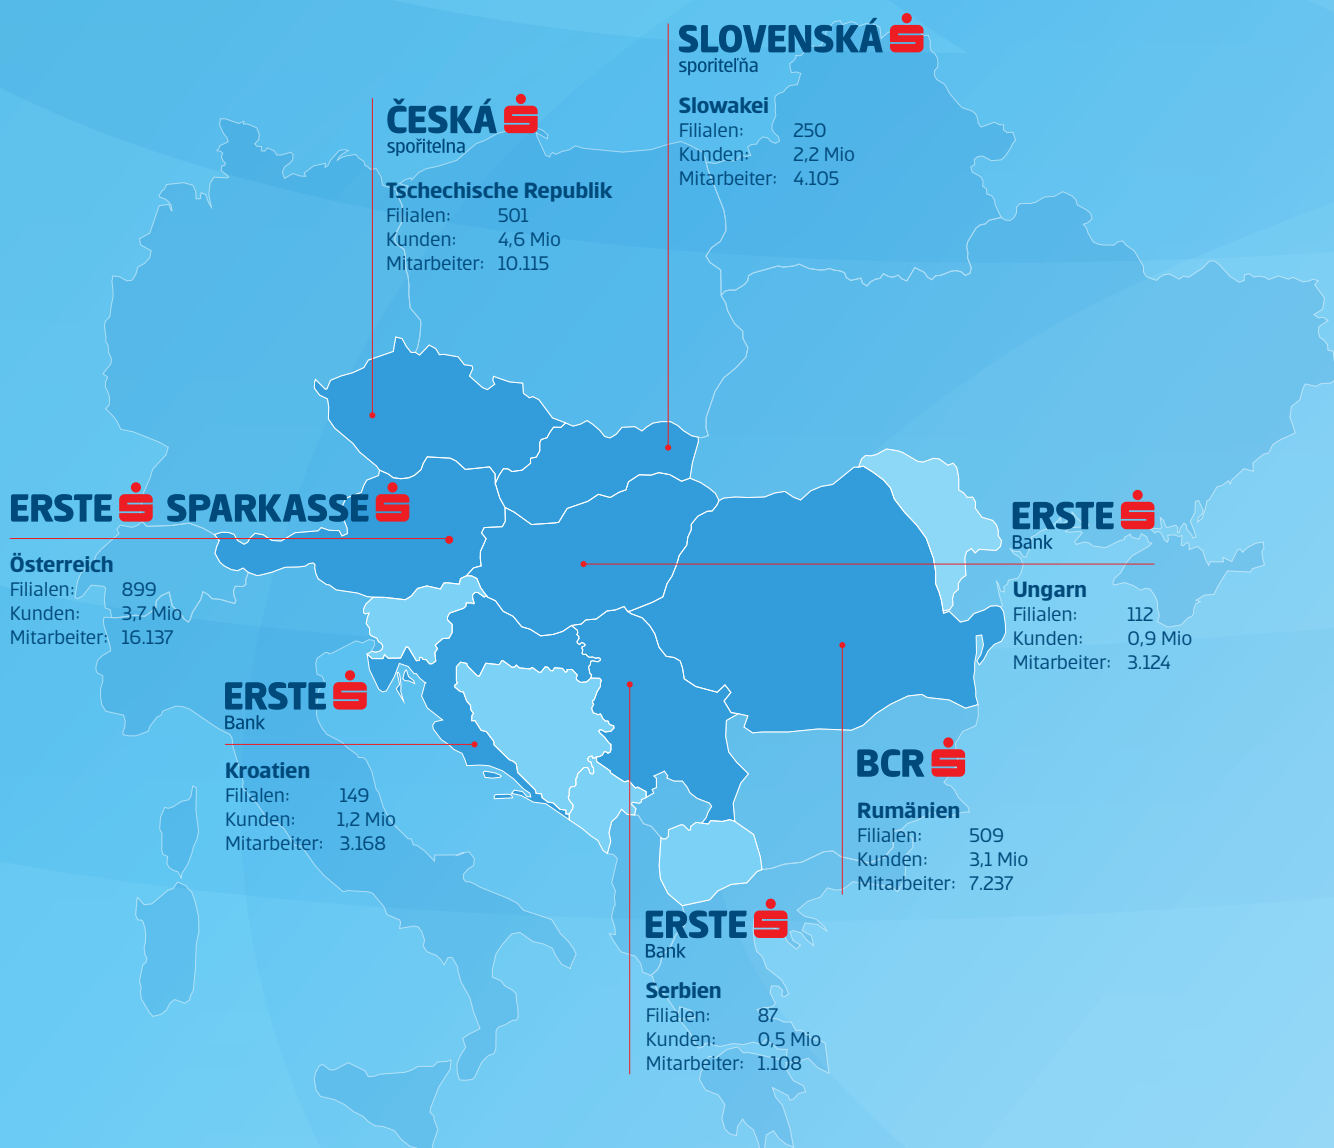 SLOVENSKÁ
sporiteľňa
Slowakei
Filialen: 250
Kunden: 2,2 Mio
Mitarbeiter: 4.105
ČESKÁ
spořitelna
Tschechische Republik
Filialen: 501
Kunden: 4,6 Mio
Mitarbeiter: 10.115
ERSTE SPARKASSE
Österreich
Filialen: 899
Kunden: 3,7 Mio
Mitarbeiter: 16.137
ERSTE
Bank
Ungarn
Filialen: 112
Kunden: 0,9 Mio
Mitarbeiter: 3.124
ERSTE
Bank
Kroatien
Filialen: 149
Kunden: 1,2 Mio
Mitarbeiter: 3.168
BCR
Rumänien
Filialen: 509
Kunden: 3,1 Mio
Mitarbeiter: 7.237
ERSTE
Bank
Serbien
Filialen: 87
Kunden: 0,5 Mio
Mitarbeiter: 1.108